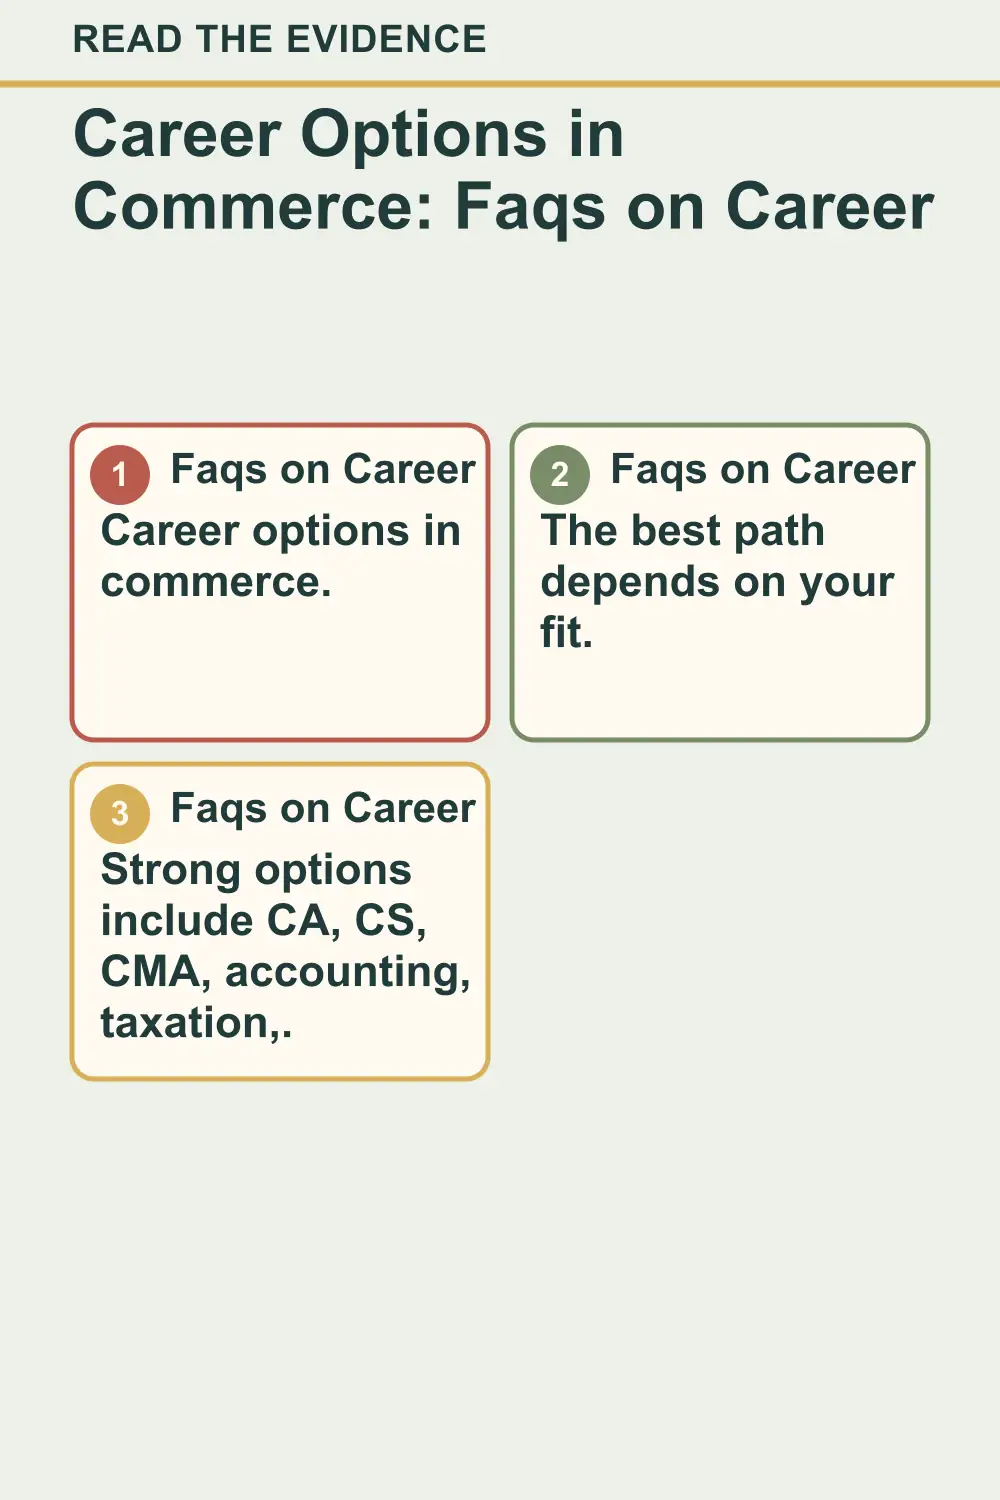 READ THE EVIDENCE
Career Options in
Commerce: Faqs on Career
1 Faqs on Career
Career options in
commerce.
2 Faqs on Career
The best path
depends on your
fit.
3 Faqs on Career
Strong options
include CA, CS,
CMA, accounting,
taxation,.